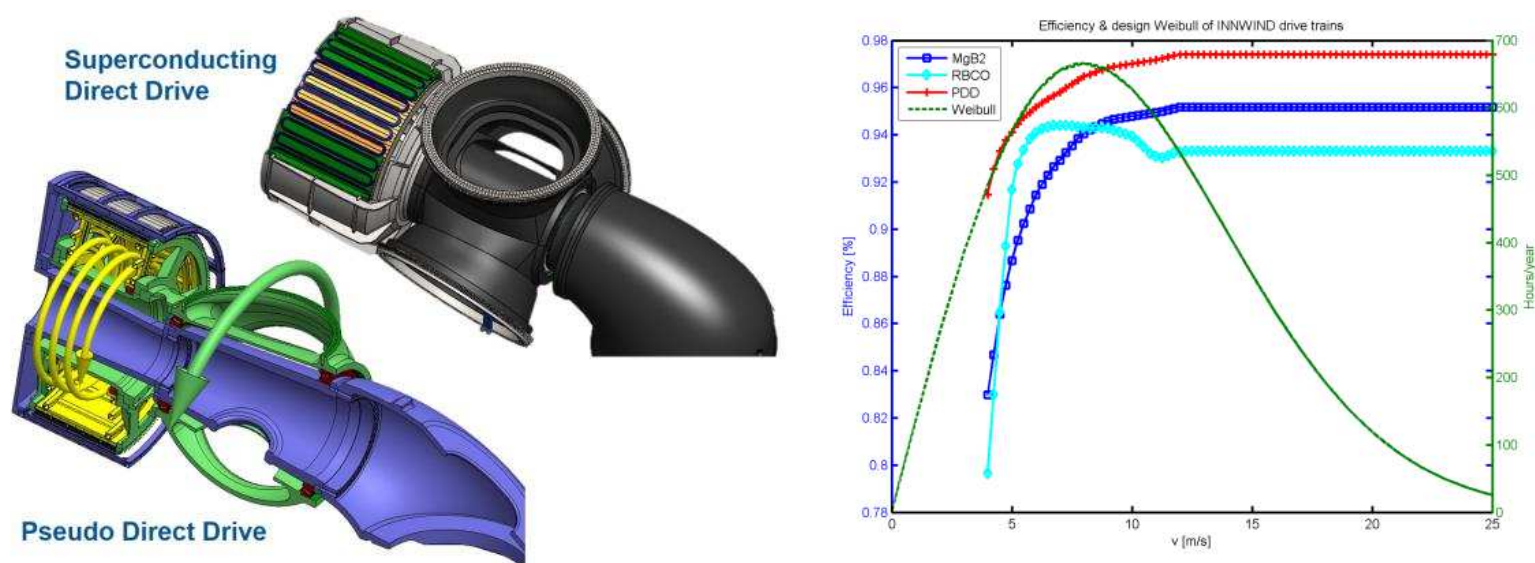 Superconducting
Direct Drive
Pseudo Direct Drive
Efficiency & design Weibull of INNWIND drive trains
MgB2
RBCO
PDD
Weibull
Efficiency [%]
0.98
0.96
0.94
0.92
0.9
0.88
0.86
0.84
0.82
0.8
0.78
0
5
10
15
20
25
v [m/s]
700
600
500
400
300
200
100
0
Hours/year